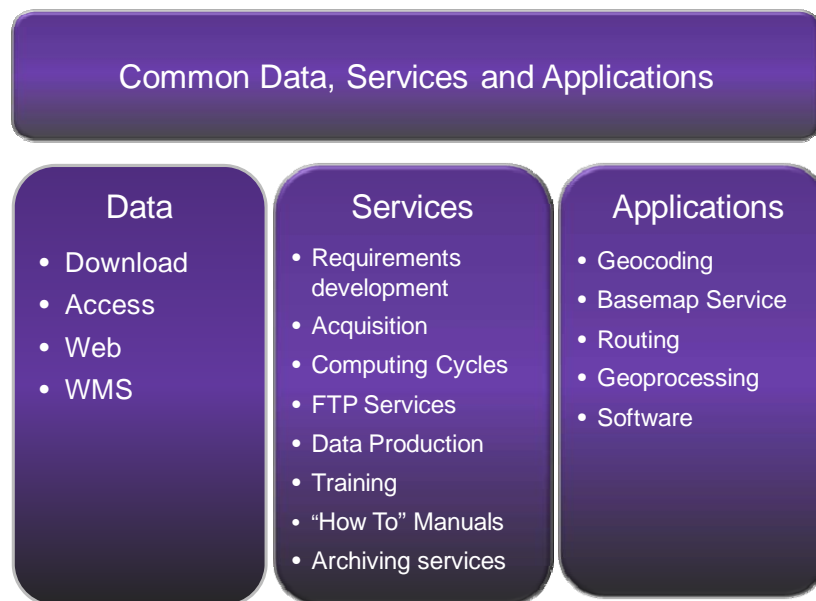 Common Data, Services and Applications
Data
• Download
• Access
• Web
• WMS
Services
• Requirements
development
• Acquisition
• Computing Cycles
• FTP Services
• Data Production
• Training
• “How To” Manuals
• Archiving services
Applications
• Geocoding
• Basemap Service
• Routing
• Geoprocessing
• Software